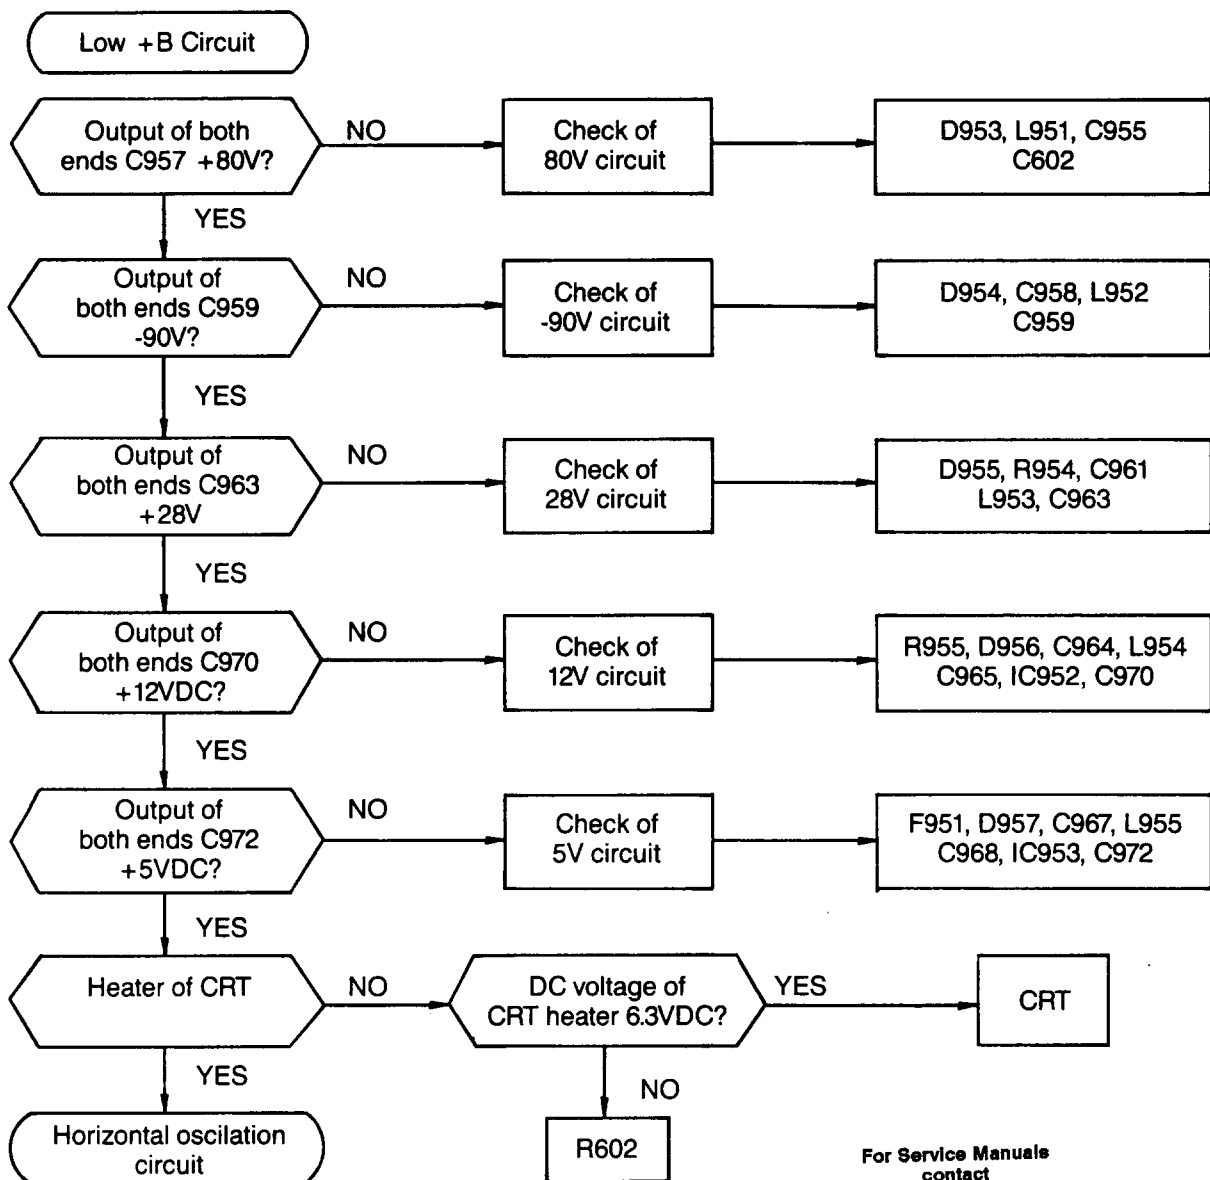 Low +B Circuit
Output of both
ends C957 +80V?
NO
Check of
80V circuit
D953, L951, C955
C602
YES
Output of
both ends C959
-90V?
NO
Check of
-90V circuit
D954, C958, L952
C959
YES
Output of
both ends C963
+28V
NO
Check of
28V circuit
D955, R954, C961
L953, C963
YES
Output of
both ends C970
+12VDC?
NO
Check of
12V circuit
R955, D956, C964, L954
C965, IC952, C970
YES
Output of
both ends C972
+5VDC?
NO
Check of
5V circuit
F951, D957, C967, L955
C968, IC953, C972
YES
Heater of CRT
NO
DC voltage of
CRT heater 6.3VDC?
YES
CRT
YES
NO
Horizontal oscilation
circuit
R602
For Service Manuals
contact